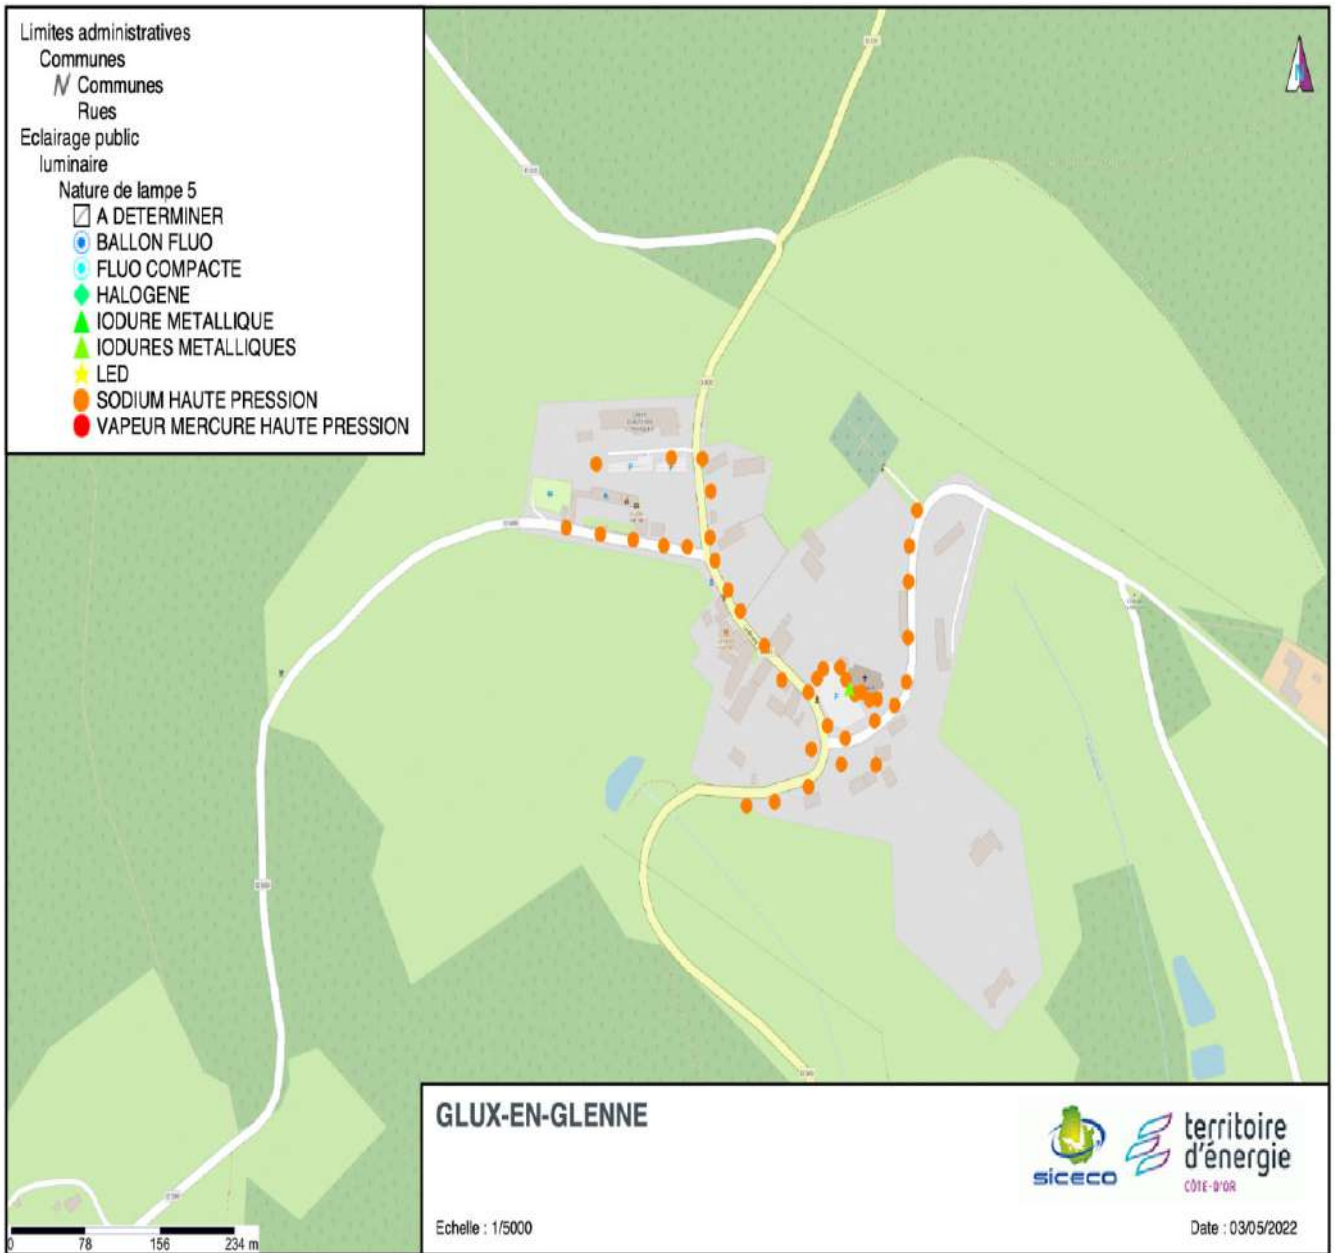 Limites administratives
Communes
Communes
Rues
Eclairage public
luminaire
Nature de lampe 5
A DETERMINER
BALLON FLUO
FLUO COMPACTE
HALOGENE
IODURE METALLIQUE
IODURES METALLIQUES
LED
SODIUM HAUTE PRESSION
VAPEUR MERCURE HAUTE PRESSION
N
P
P
GLUX-EN-GLENNE
siceco
territoire
d'énergie
CÔTE-D'OR
Echelle : 1/5000
Date : 03/05/2022
0 78 156 234 m